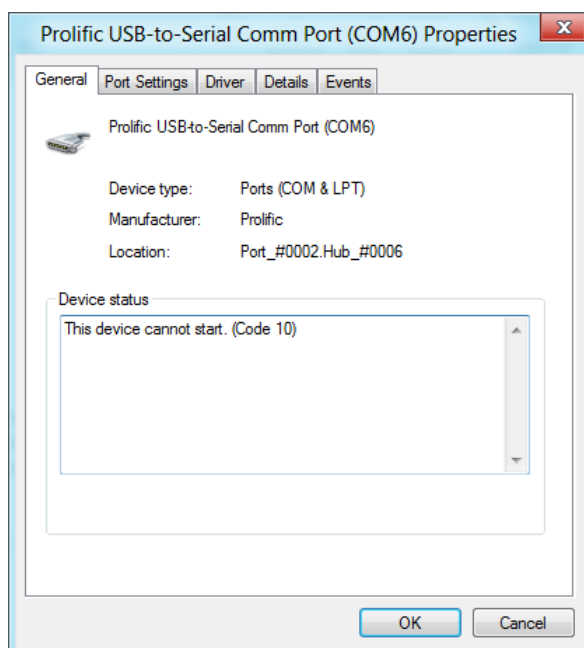 Prolific USB-to-Serial Comm Port (COM6) Properties
x
General Port Settings Driver Details Events
Prolific USB-to-Serial Comm Port (COM6)
Device type: Ports (COM & LPT)
Manufacturer: Prolific
Location: Port_#0002.Hub_#0006
Device status
This device cannot start. (Code 10)
OK Cancel